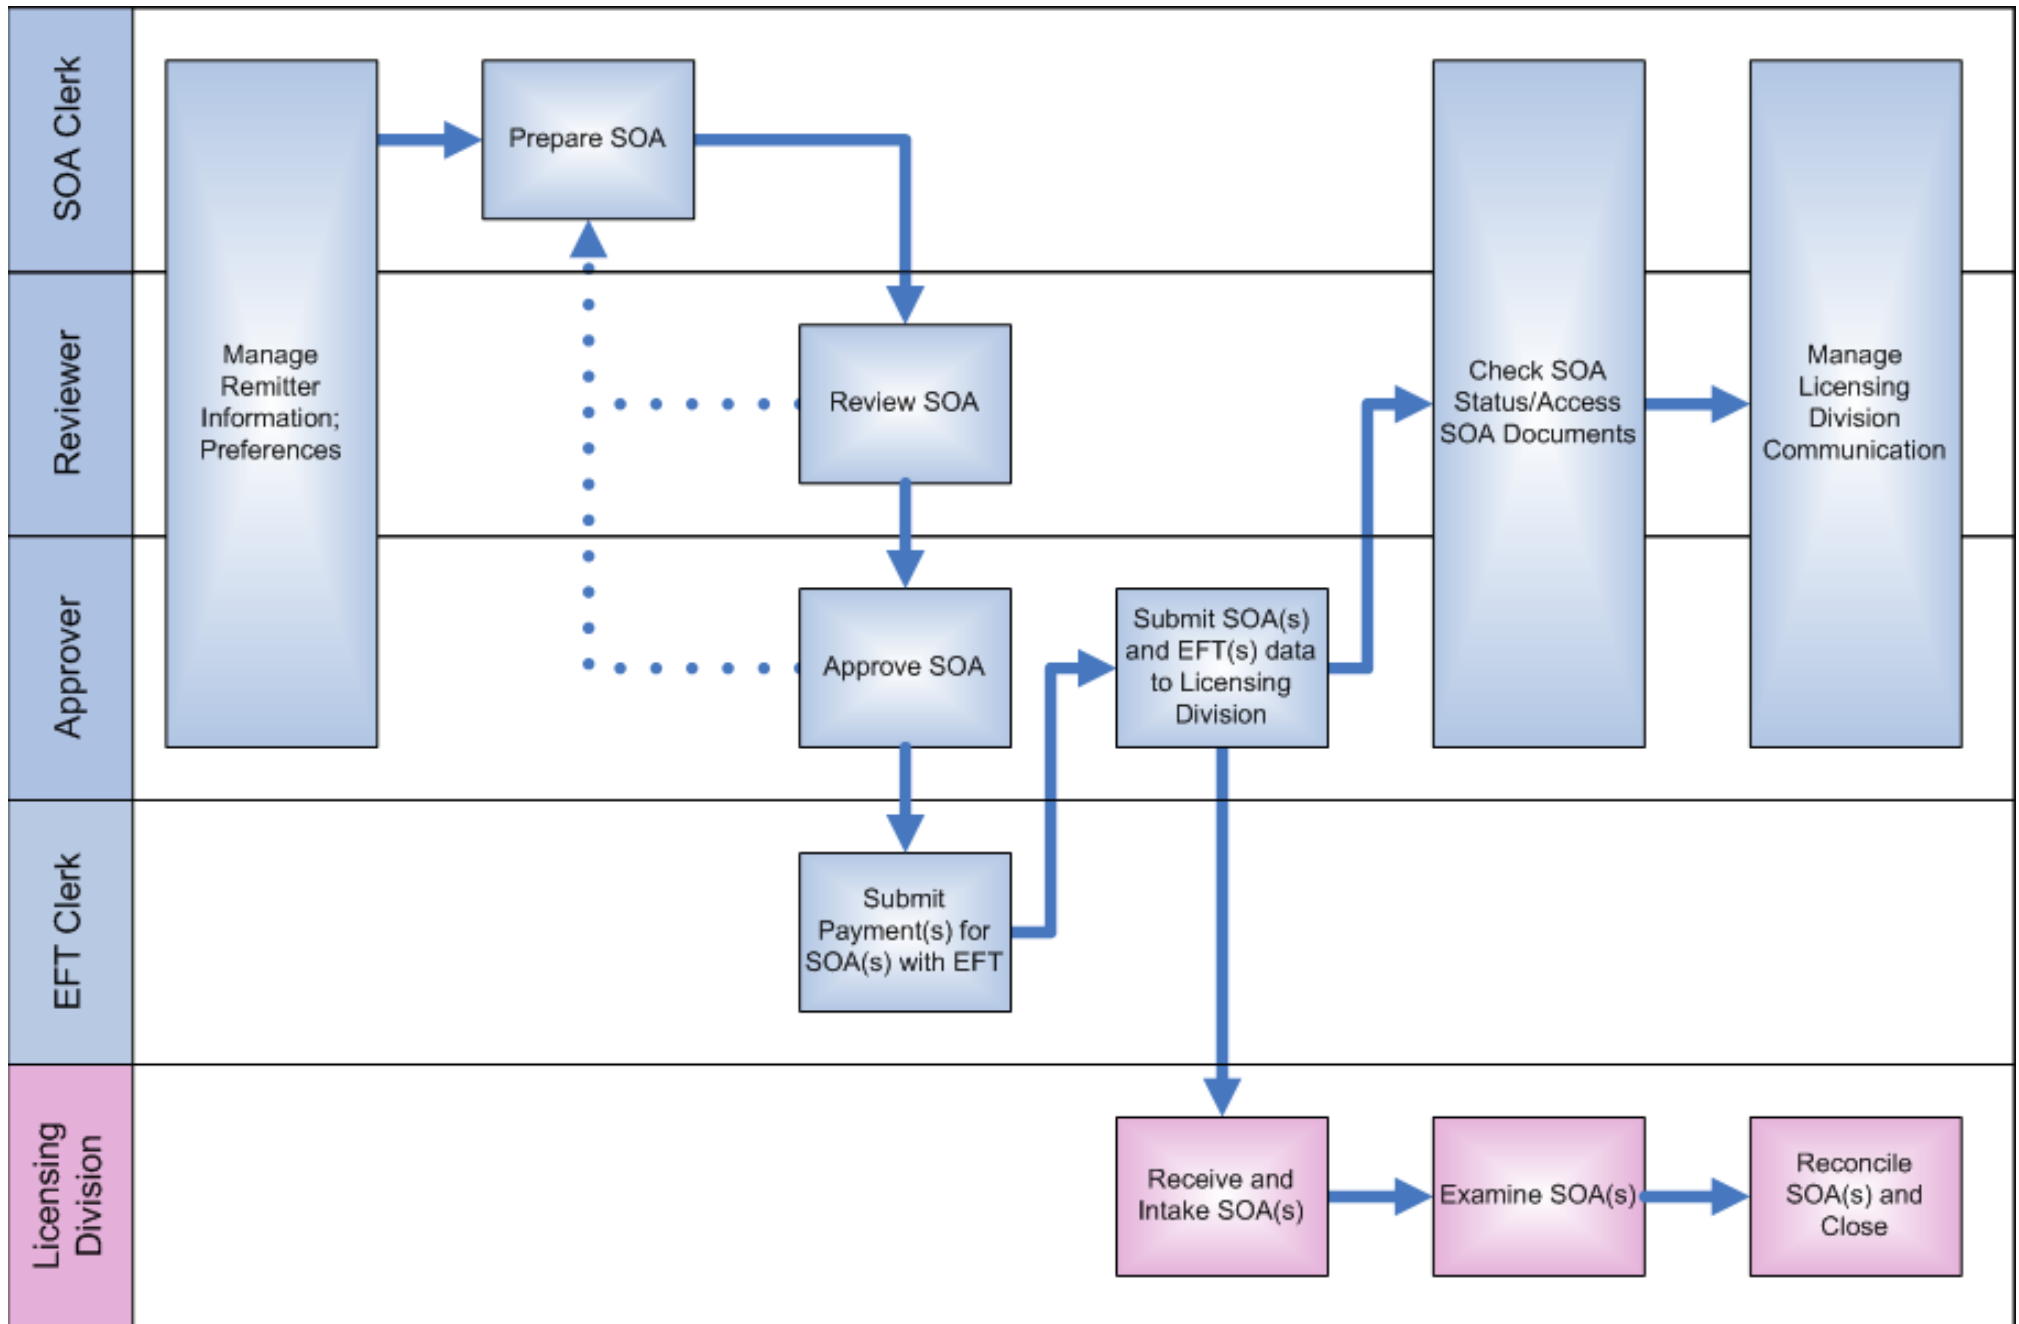 SOA Clerk
Prepare SOA
Reviewer
Manage
Remitter
Information;
Preferences
Review SOA
Check SOA
Status/Access
SOA Documents
Manage
Licensing
Division
Communication
Approver
Approve SOA
Submit SOA(s)
and EFT(s) data
to Licensing
Division
EFT Clerk
Submit
Payment(s) for
SOA(s) with EFT
Licensing
Division
Receive and
Intake SOA(s)
Examine SOA(s)
Reconcile
SOA(s) and
Close